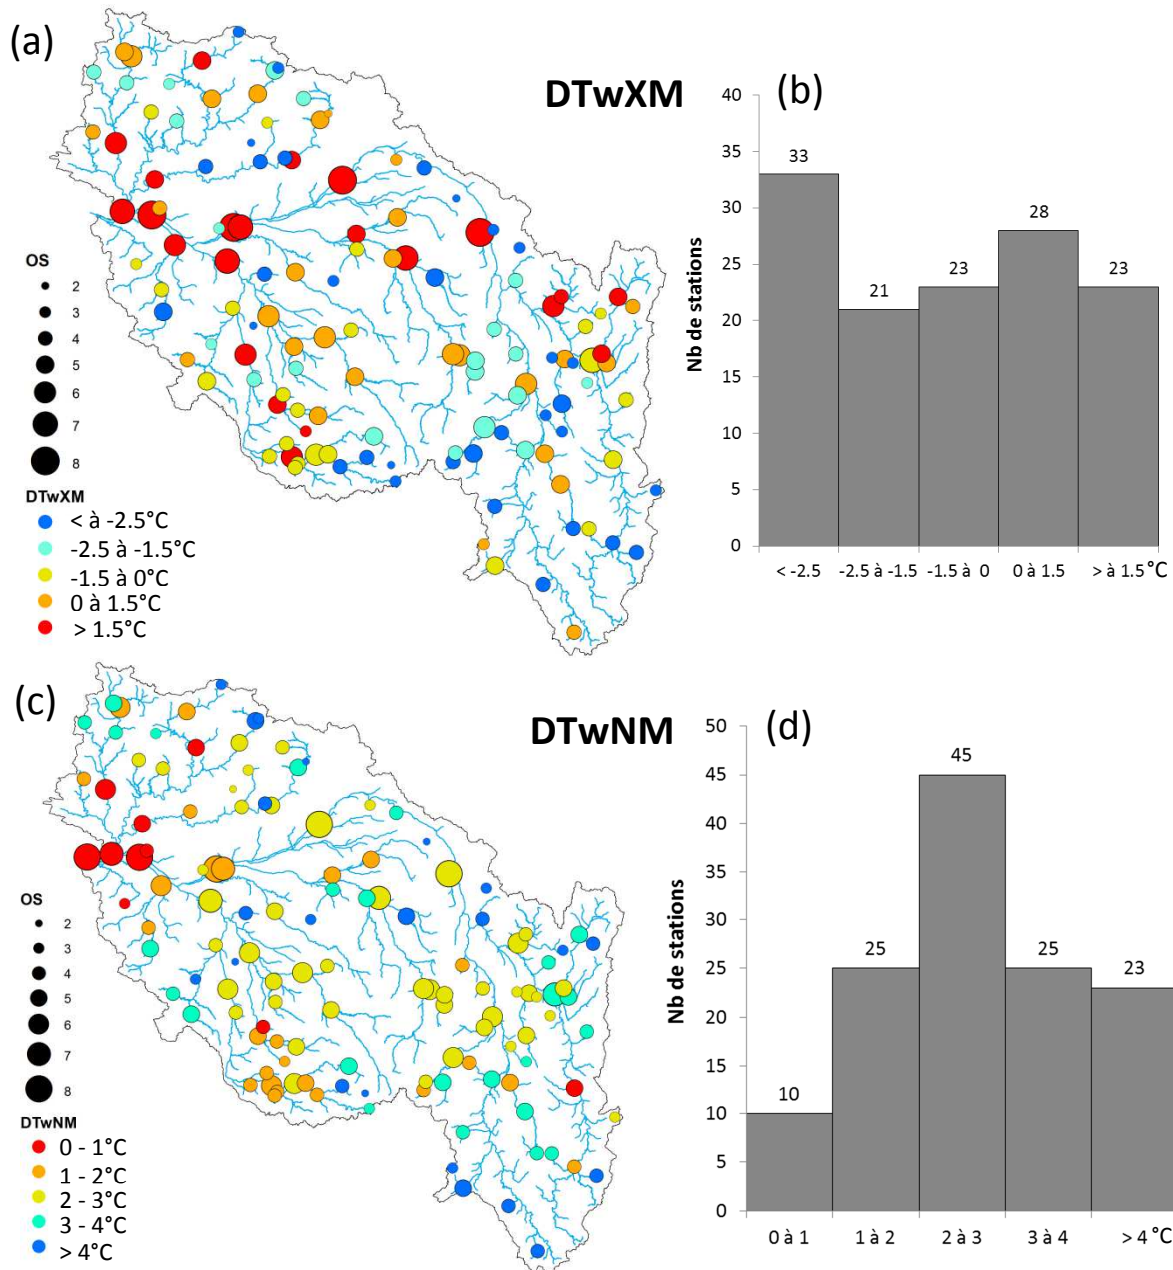 (a)
DTwXM
OS
2
3
4
5
6
7
8
DTwXM
< à -2.5°C
-2.5 à -1.5°C
-1.5 à 0°C
0 à 1.5°C
> 1.5°C
(b)
Nb de stations
40
35
30
25
20
15
10
5
0
33
21
23
28
23
< -2.5
-2.5 à -1.5
-1.5 à 0
0 à 1.5
> à 1.5 °C
(c)
DTwNM
OS
2
3
4
5
6
7
8
DTwNM
0 - 1°C
1 - 2°C
2 - 3°C
3 - 4°C
> 4°C
(d)
Nb de stations
50
45
40
35
30
25
20
15
10
5
0
10
25
45
25
23
0 à 1
1 à 2
2 à 3
3 à 4
> 4 °C